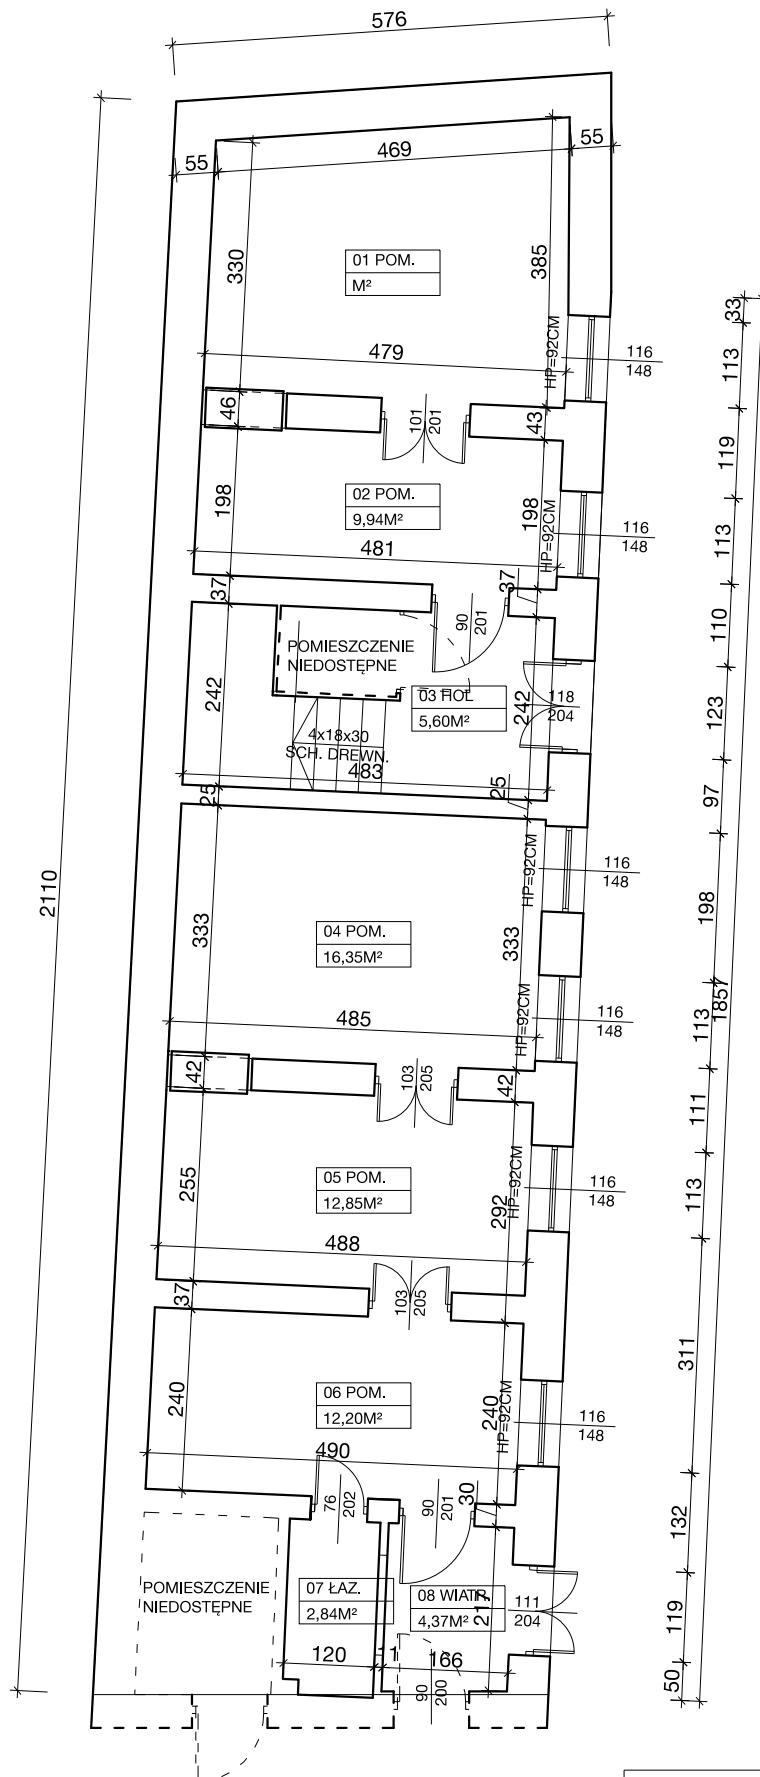 576
55
469
55
330
385
01 POM.
M²
33
HP=92CM
116
148
479
113
46
101
201
43
119
198
02 POM.
9,94M²
198
HP=92CM
116
148
113
481
37
37
90
201
110
POMIESZCZENIE
NIEDOSTĘPNE
242
03 HOL
5,60M²
242
118
204
123
4x18x30
SCH. DREWN.
483
25
25
97
HP=92CM
116
148
2110
333
04 POM.
16,35M²
333
198
1857
HP=92CM
116
148
113
485
42
103
205
42
111
255
05 POM.
12,85M²
292
HP=92CM
116
148
113
488
37
103
205
311
240
06 POM.
12,20M²
240
HP=92CM
116
148
490
76
202
90
201
30
132
POMIESZCZENIE
NIEDOSTĘPNE
07 ŁAZ.
2,84M²
08 WIATR.
4,37M²
217
111
204
119
120
11
166
90
200
50